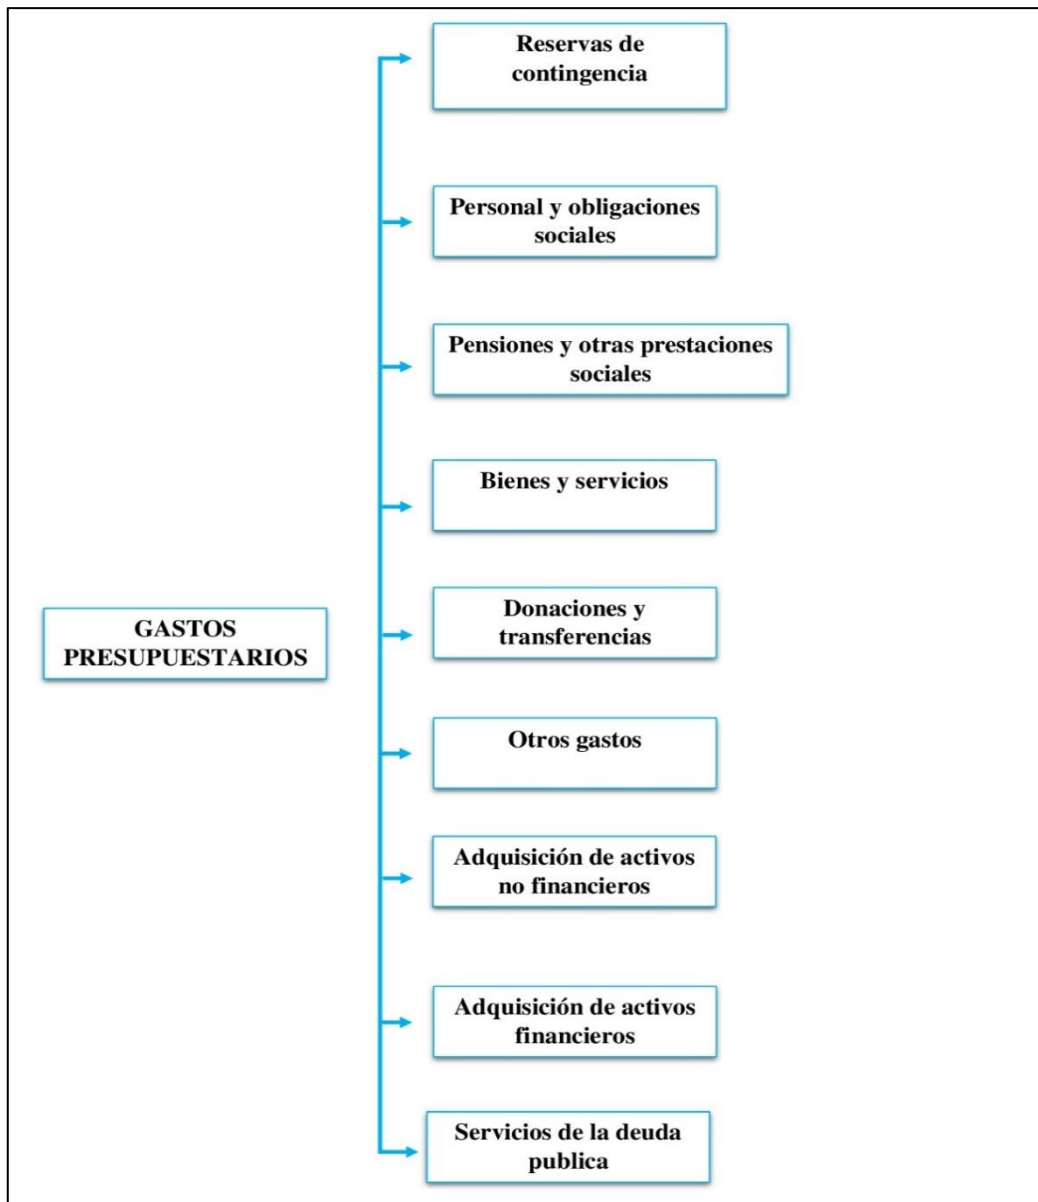 Reservas de
contingencia
Personal y obligaciones
sociales
Pensiones y otras prestaciones
sociales
Bienes y servicios
Donaciones y
transferencias
GASTOS
PRESUPUESTARIOS
Otros gastos
Adquisición de activos
no financieros
Adquisición de activos
financieros
Servicios de la deuda
publica